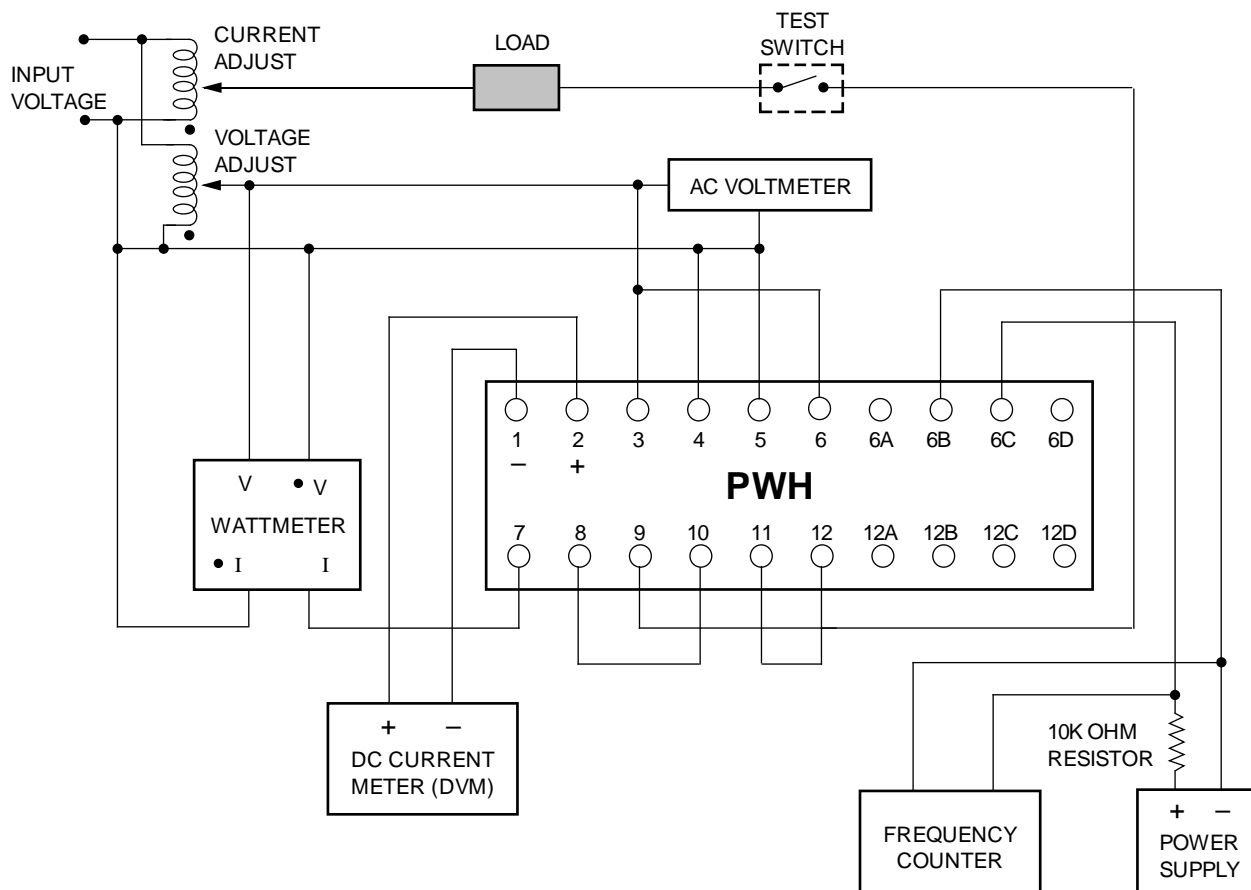 INPUT
VOLTAGE
CURRENT
ADJUST
LOAD
TEST
SWITCH
VOLTAGE
ADJUST
AC VOLTMETER
1 2 3 4 5 6 6A 6B 6C 6D
– +
PWH
7 8 9 10 11 12 12A 12B 12C 12D
V V
WATTMETER
I I
+ –
DC CURRENT
METER (DVM)
10K OHM
RESISTOR
FREQUENCY
COUNTER
+ –
POWER
SUPPLY